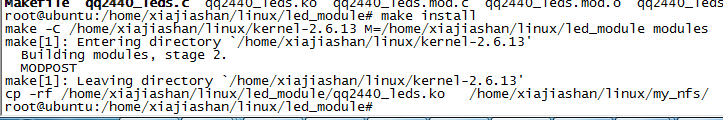 Makefile  qq2440_leds.c  qq2440_leds.ko  qq2440_leds.mod.c  qq2440_leds.mod.o  qq2440_leds
root@ubuntu:/home/xiajiashan/linux/led_module# make install
make -C /home/xiajiashan/linux/kernel-2.6.13 M=/home/xiajiashan/linux/led_module modules
make[1]: Entering directory `/home/xiajiashan/linux/kernel-2.6.13'
  Building modules, stage 2.
  MODPOST
make[1]: Leaving directory `/home/xiajiashan/linux/kernel-2.6.13'
cp -rf /home/xiajiashan/linux/led_module/qq2440_leds.ko   /home/xiajiashan/linux/my_nfs/
root@ubuntu:/home/xiajiashan/linux/led_module#